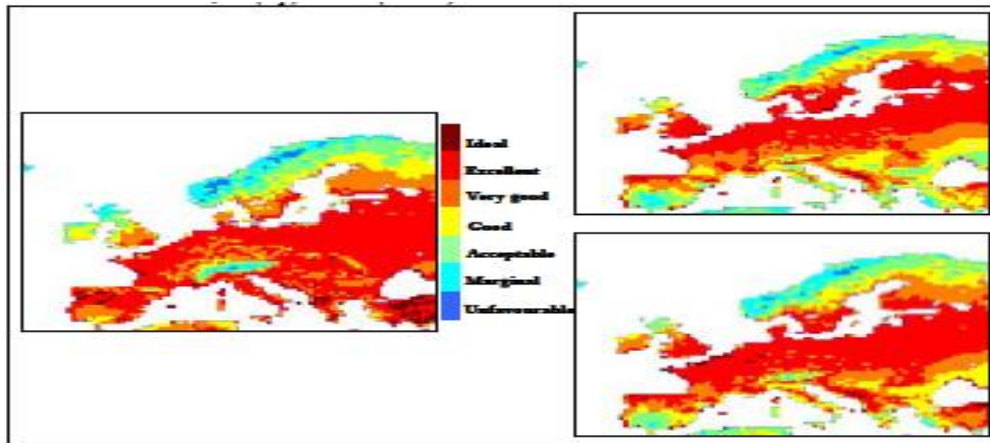 Ideal
Excellent
Very good
Good
Acceptable
Marginal
Unfavourable